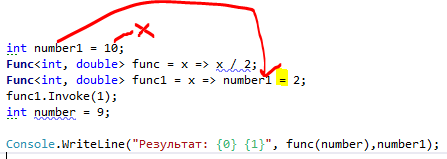 int number1 = 10;
Func<int, double> func = x => x / 2;
Func<int, double> func1 = x => number1 = 2;
func1.Invoke(1);
int number = 9;
Console.WriteLine("Результат: {0} {1}", func(number),number1);